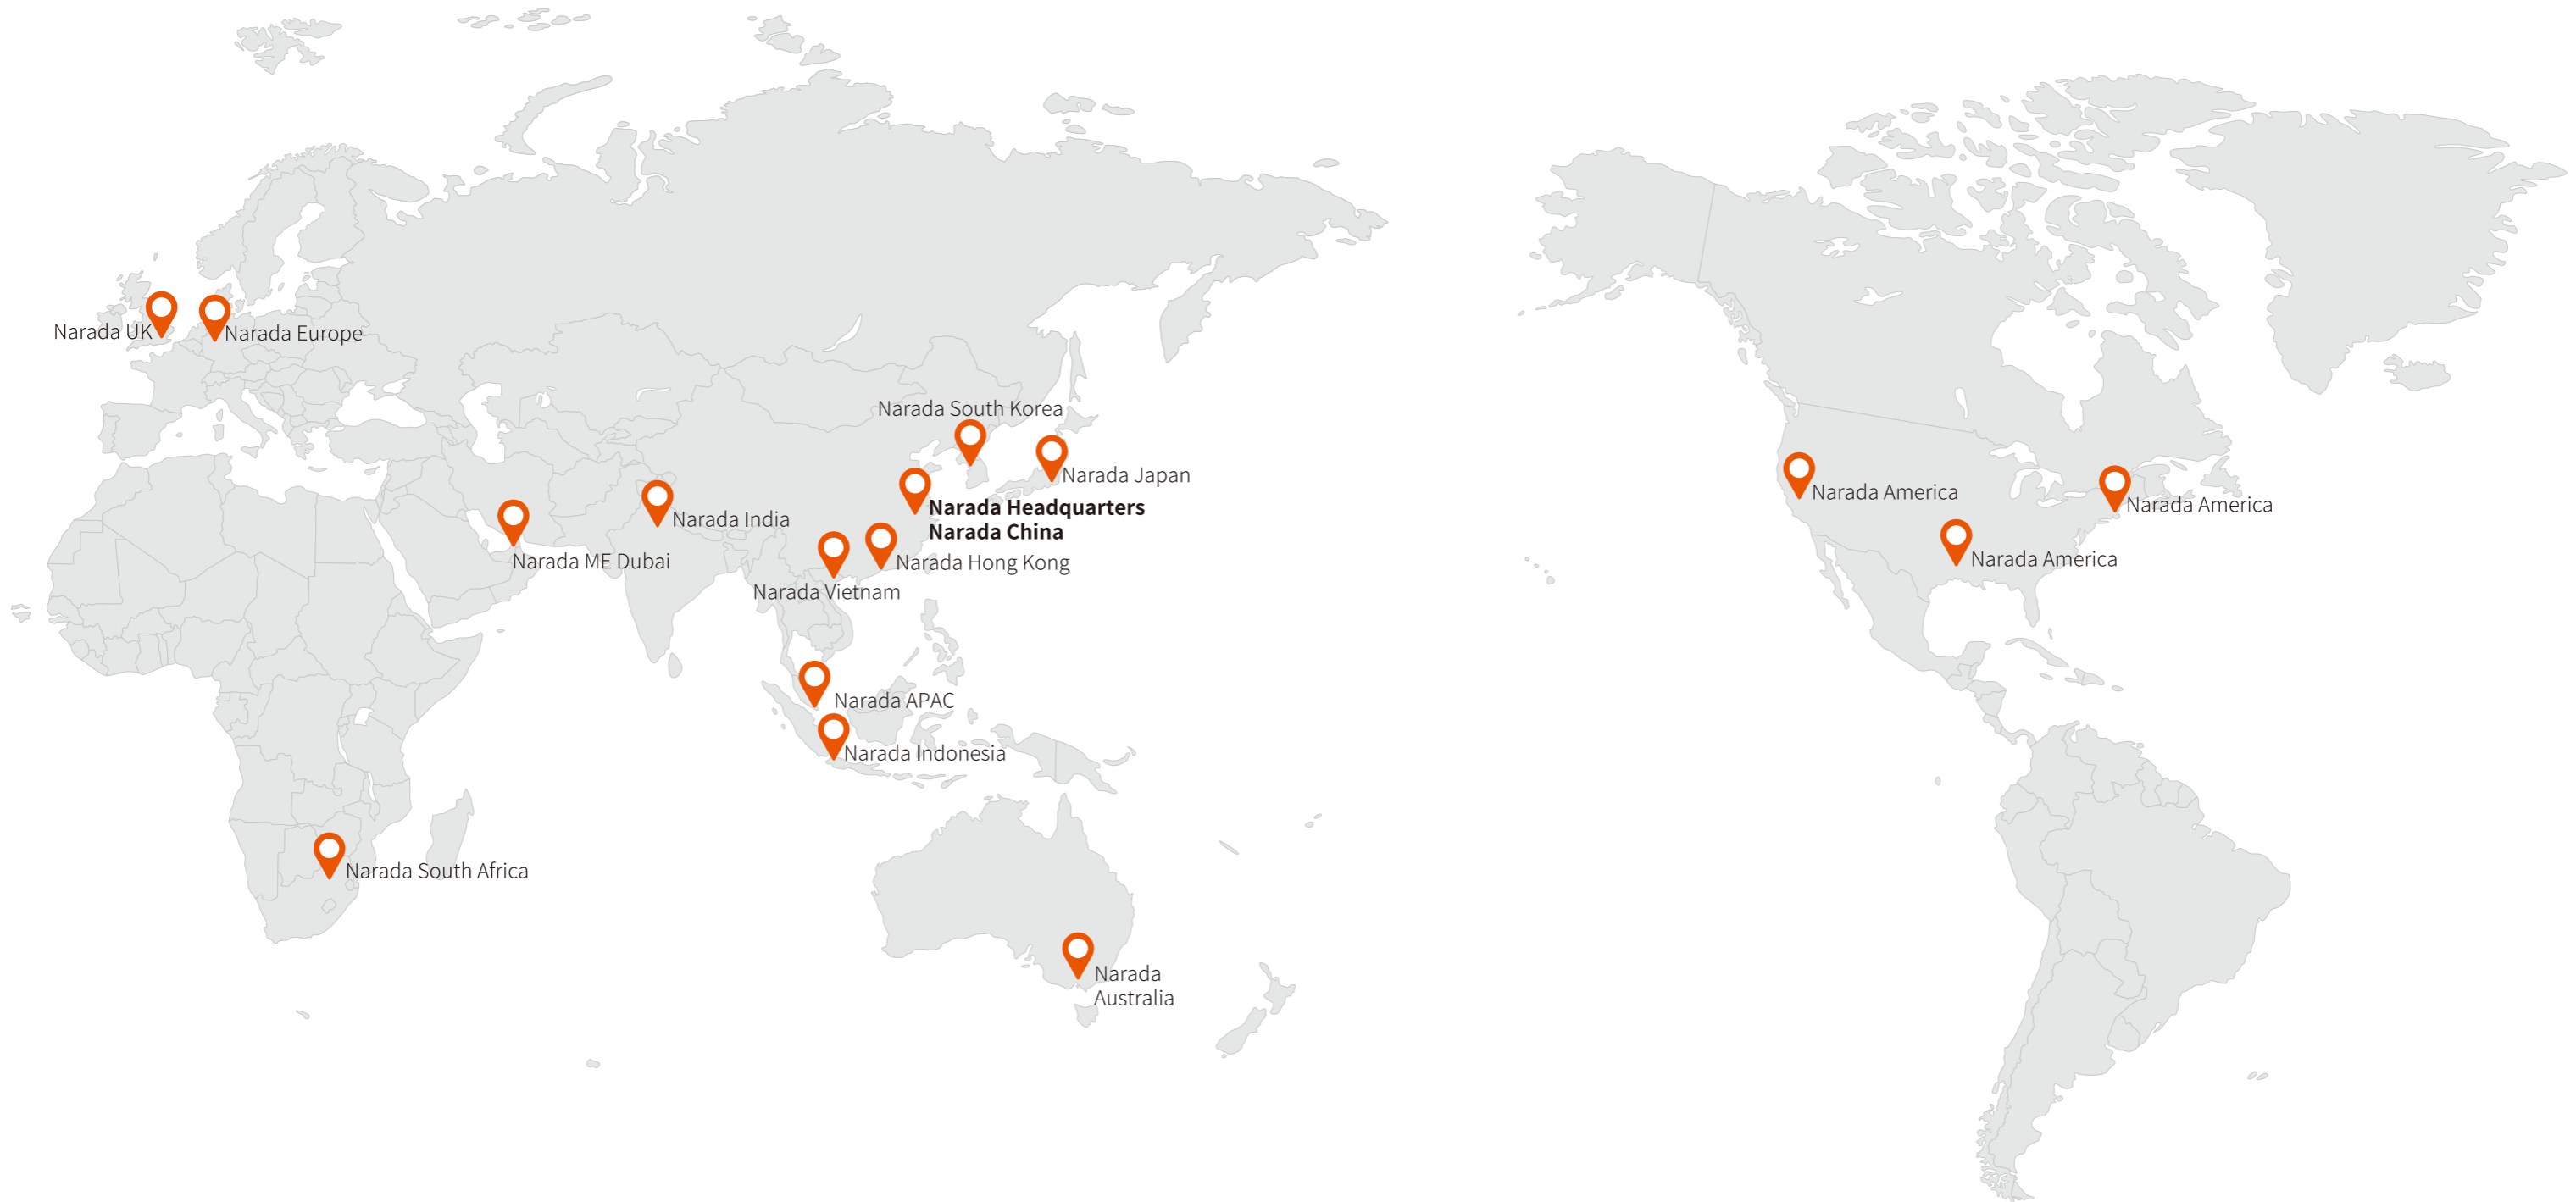 Narada UK
Narada Europe
Narada South Korea
Narada Japan
Narada America
Narada America
Narada Headquarters
Narada China
Narada India
Narada America
Narada ME Dubai
Narada Hong Kong
Narada Vietnam
Narada APAC
Narada Indonesia
Narada South Africa
Narada
Australia